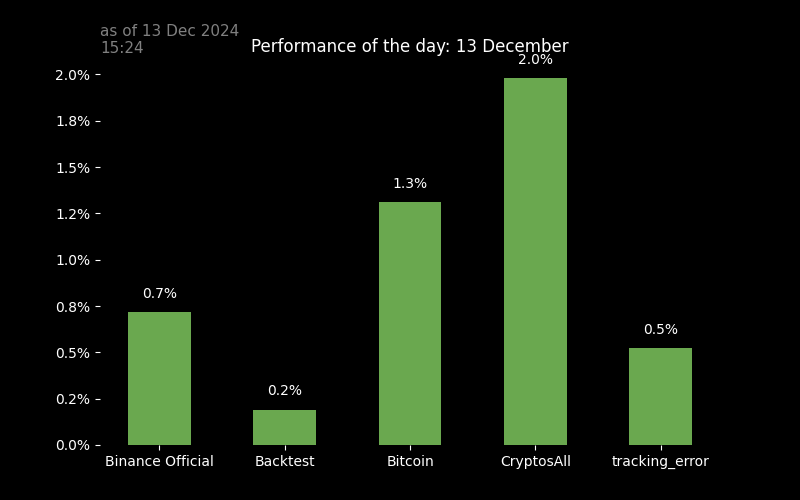 as of 13 Dec 2024
15:24
Performance of the day: 13 December
2.0%
1.8%
1.5%
1.2%
1.0%
0.8%
0.5%
0.2%
0.0%
0.7%
0.2%
1.3%
2.0%
0.5%
Binance Official
Backtest
Bitcoin
CryptosAll
tracking_error